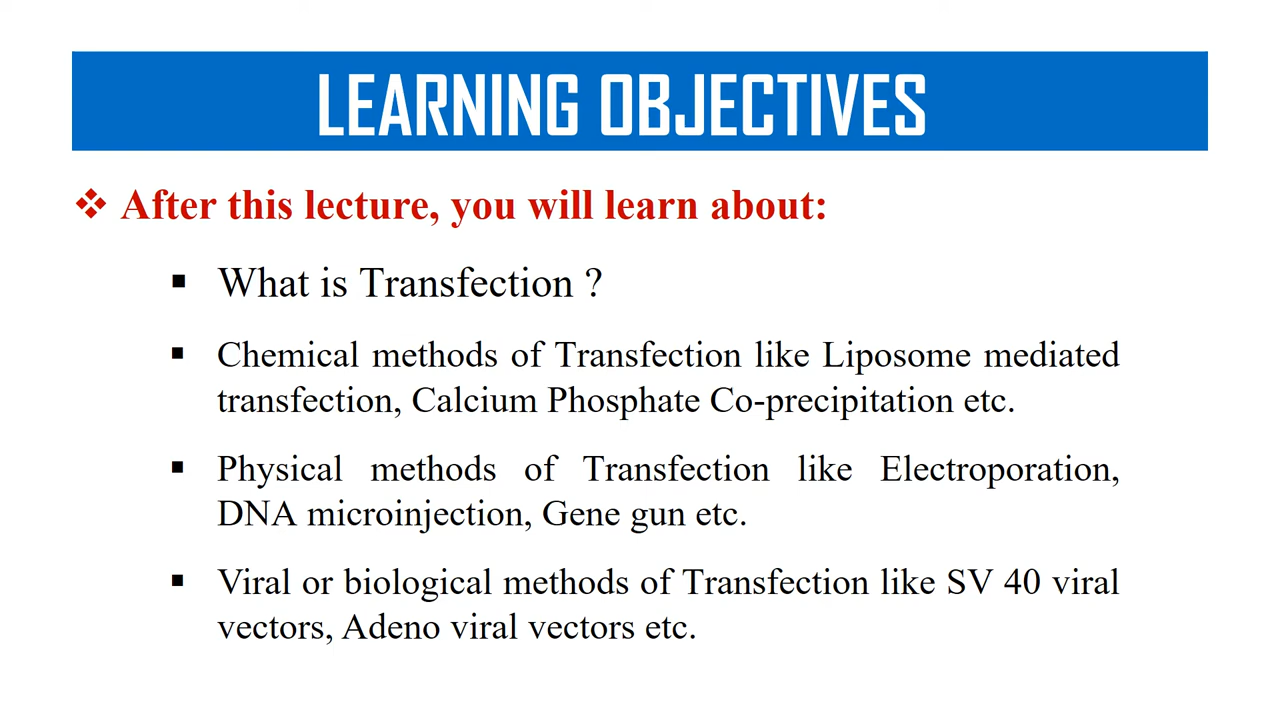 LEARNING OBJECTIVES
❖ After this lecture, you will learn about:
▪ What is Transfection ?
▪ Chemical methods of Transfection like Liposome mediated
transfection, Calcium Phosphate Co-precipitation etc.
▪ Physical methods of Transfection like Electroporation,
DNA microinjection, Gene gun etc.
▪ Viral or biological methods of Transfection like SV 40 viral
vectors, Adeno viral vectors etc.